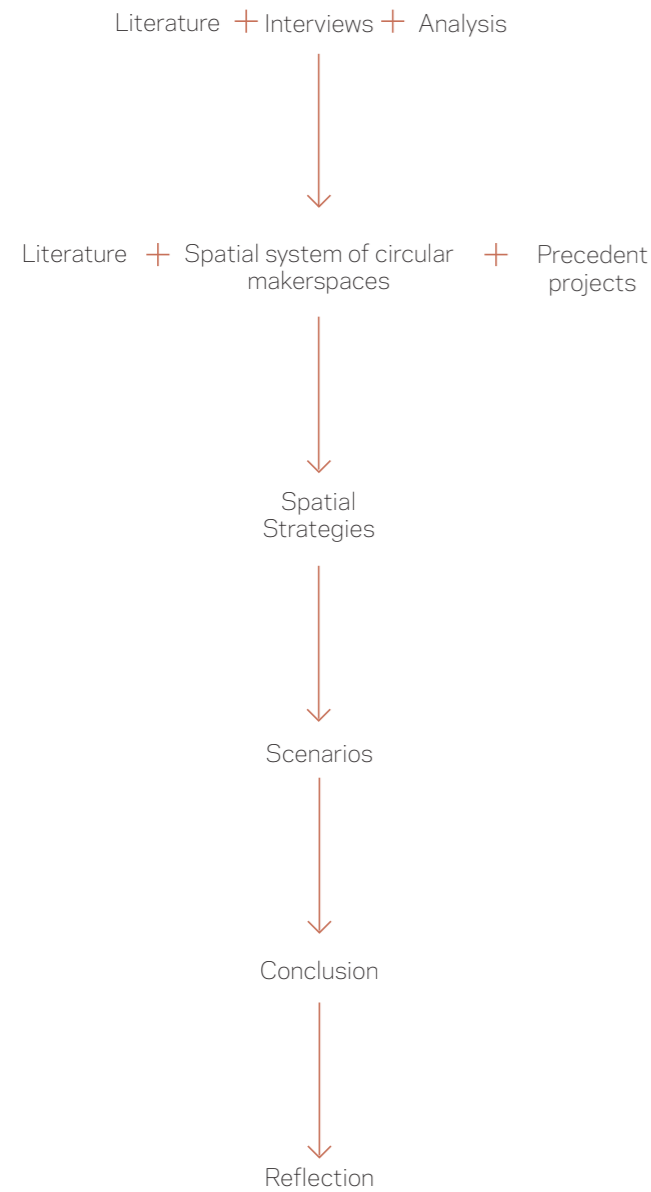 Literature + Interviews + Analysis
Literature + Spatial system of circular + Precedent
makerspaces projects
Spatial
Strategies
Scenarios
Conclusion
Reflection